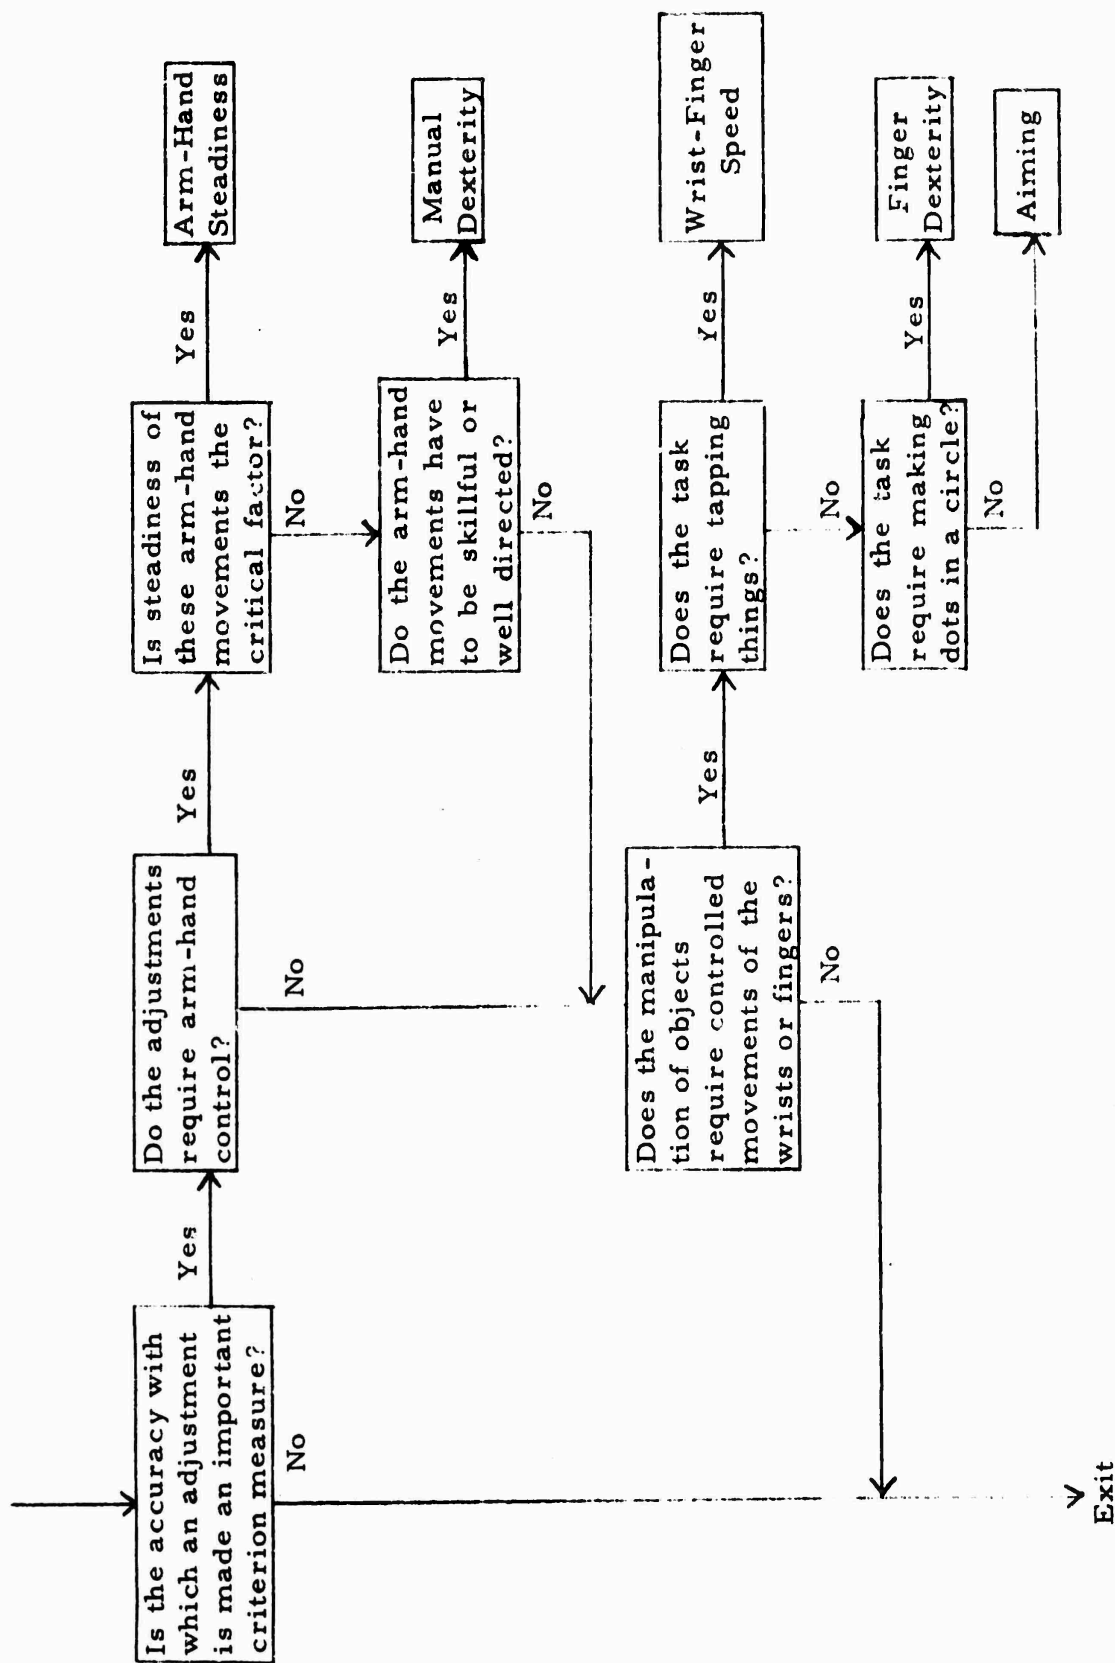 Is the accuracy with
which an adjustment
is made an important
criterion measure?
Yes
No
Do the adjustments
require arm-hand
control?
Yes
No
Is steadiness of
these arm-hand
movements the
critical factor?
Yes
Arm-Hand
Steadiness
No
Do the arm-hand
movements have
to be skillful or
well directed?
Yes
Manual
Dexterity
No
Does the manipula-
tion of objects
require controlled
movements of the
wrists or fingers?
Yes
No
Does the task
require tapping
things?
Yes
Wrist-Finger
Speed
No
Does the task
require making
dots in a circle?
Yes
Finger
Dexterity
No
Aiming
Exit